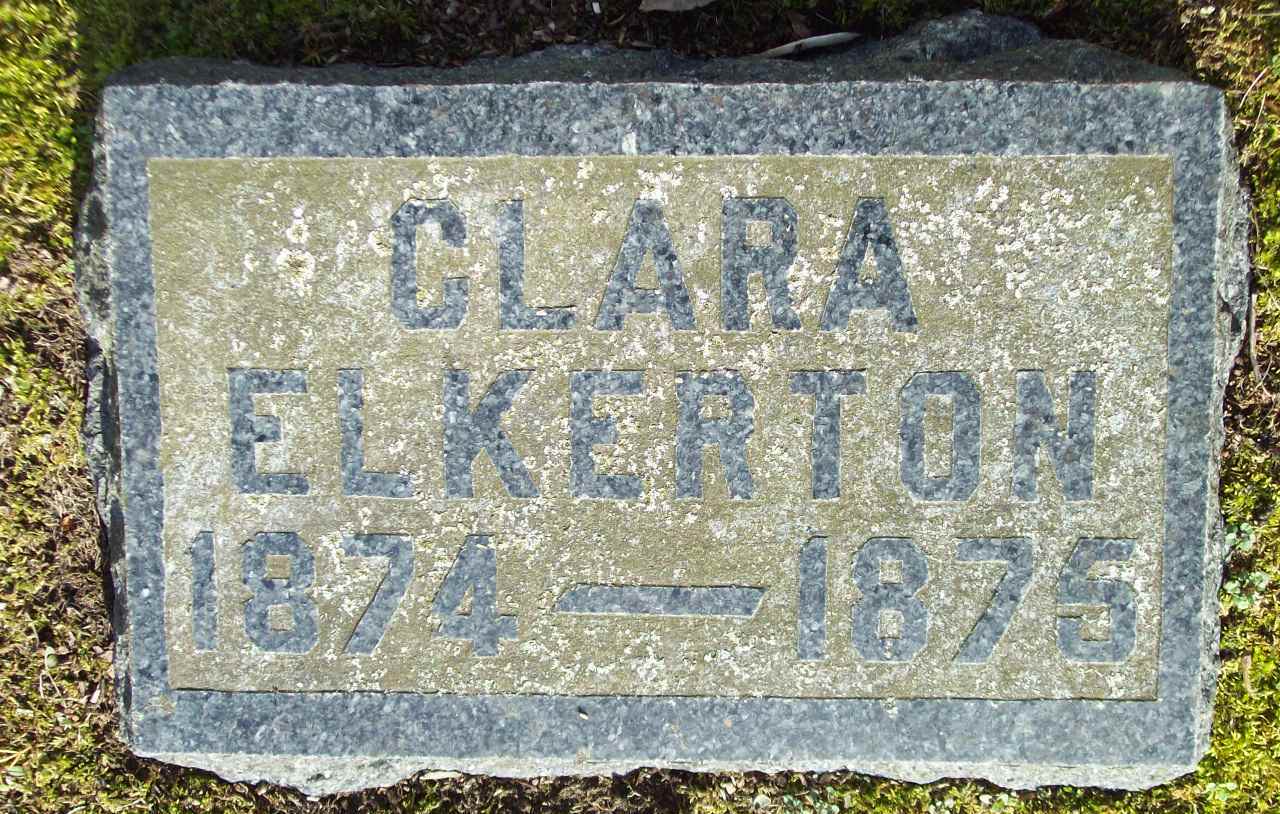 CLARA
ELKERTON
1874 — 1875